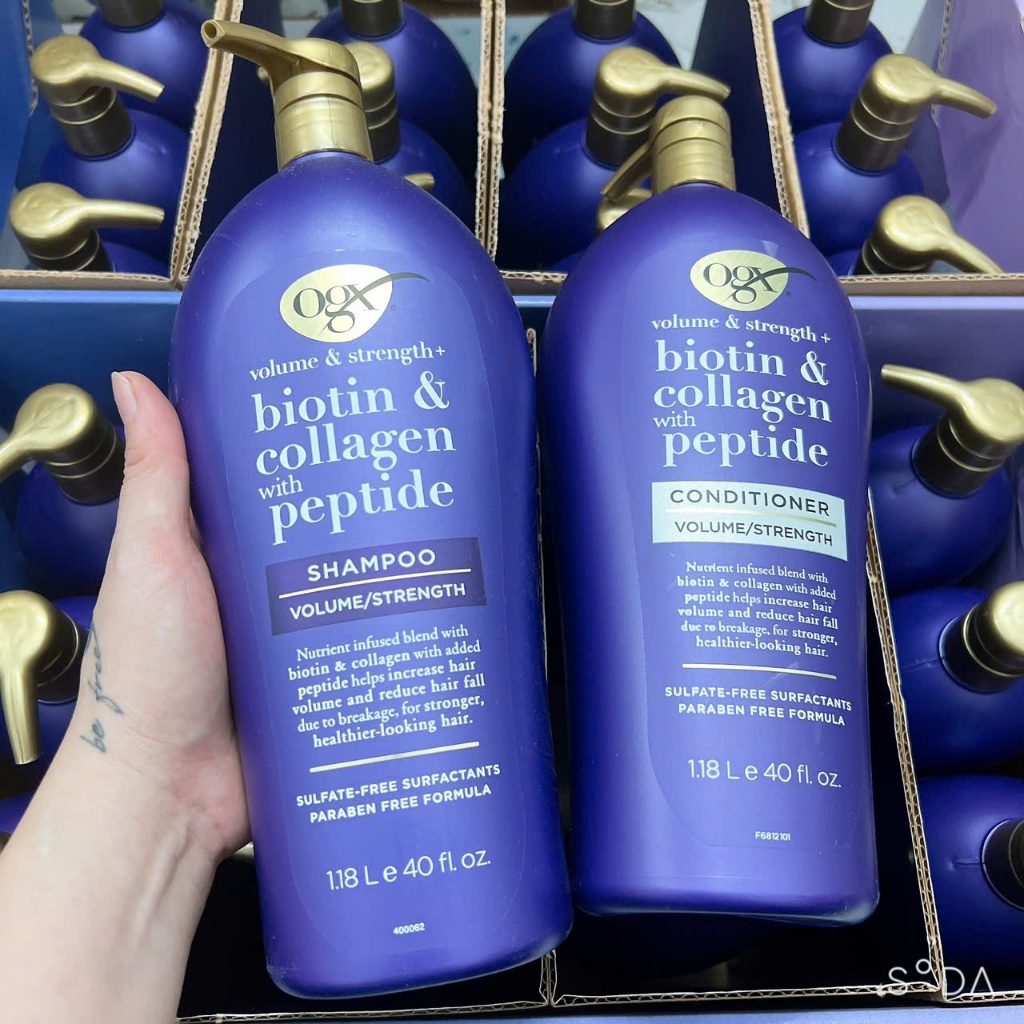 ogx
volume & strength+
biotin &
collagen
with
peptide
SHAMPOO
VOLUME/STRENGTH
Nutrient infused blend with
biotin & collagen with added
peptide helps increase hair
volume and reduce hair fall
due to breakage, for stronger,
healthier-looking hair.
SULFATE-FREE SURFACTANTS
PARABEN FREE FORMULA
1.18 L e 40 fl. oz.
400062
ogx
volume & strength +
biotin &
collagen
with
peptide
CONDITIONER
VOLUME/STRENGTH
Nutrient infused blend with
biotin & collagen with added
peptide helps increase hair
volume and reduce hair fall
due to breakage, for stronger,
healthier-looking hair.
SULFATE-FREE SURFACTANTS
PARABEN FREE FORMULA
1.18 L e 40 fl. oz.
F6812101
be free
SODA